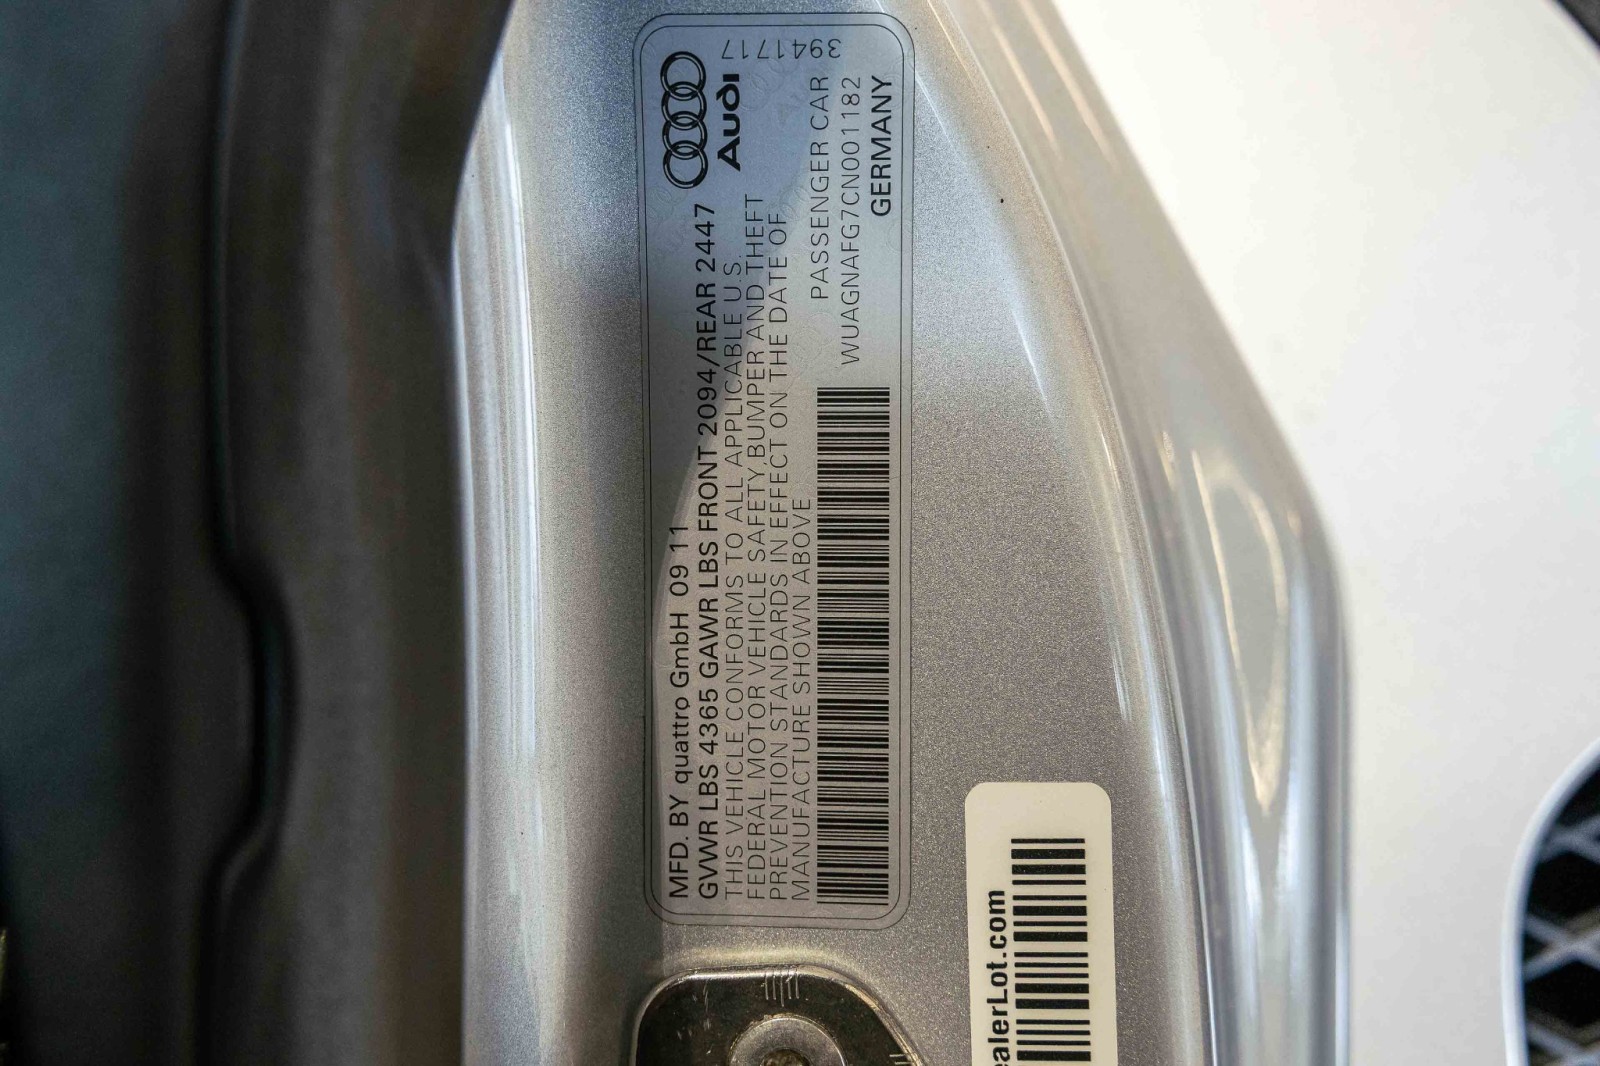 MFD. BY quattro GmbH 09 11
GVWR LBS 4365 GAWR LBS FRONT 2094/REAR 2447
THIS VEHICLE CONFORMS TO ALL APPLICABLE U S.
FEDERAL MOTOR VEHICLE SAFETY,BUMPER AND THEFT
PREVENTION STANDARDS IN EFFECT ON THE DATE OF
MANUFACTURE SHOWN ABOVE
Audi
3941717
PASSENGER CAR
WUAGNAFG7CN001182
GERMANY
ealerLot.com